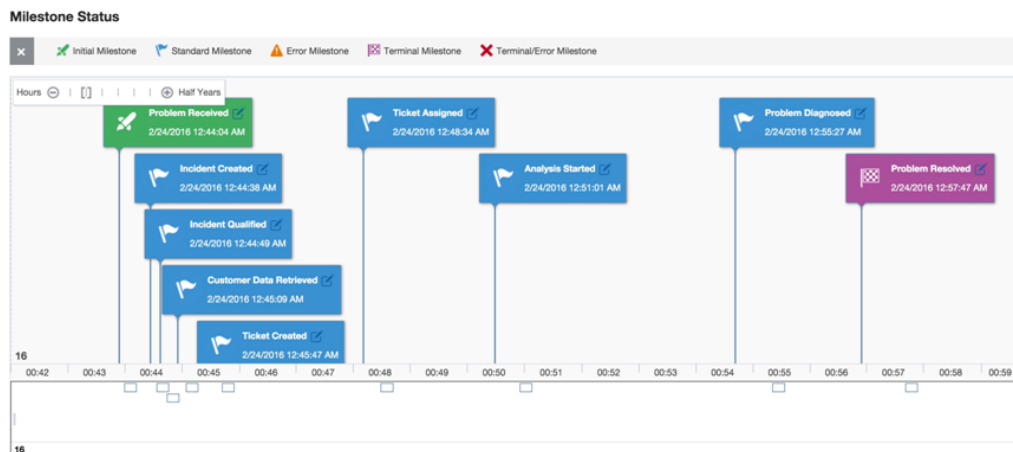 Milestone Status
× Initial Milestone Standard Milestone Error Milestone Terminal Milestone Terminal/Error Milestone
Hours Half Years
Problem Received
2/24/2016 12:44:04 AM
Ticket Assigned
2/24/2016 12:48:34 AM
Problem Diagnosed
2/24/2016 12:55:27 AM
Incident Created
2/24/2016 12:44:38 AM
Analysis Started
2/24/2016 12:51:01 AM
Problem Resolved
2/24/2016 12:57:47 AM
Incident Qualified
2/24/2016 12:44:49 AM
Customer Data Retrieved
2/24/2016 12:45:09 AM
Ticket Created
2/24/2016 12:45:47 AM
16
00:42 00:43 00:44 00:45 00:46 00:47 00:48 00:49 00:50 00:51 00:52 00:53 00:54 00:55 00:56 00:57 00:58 00:59
16